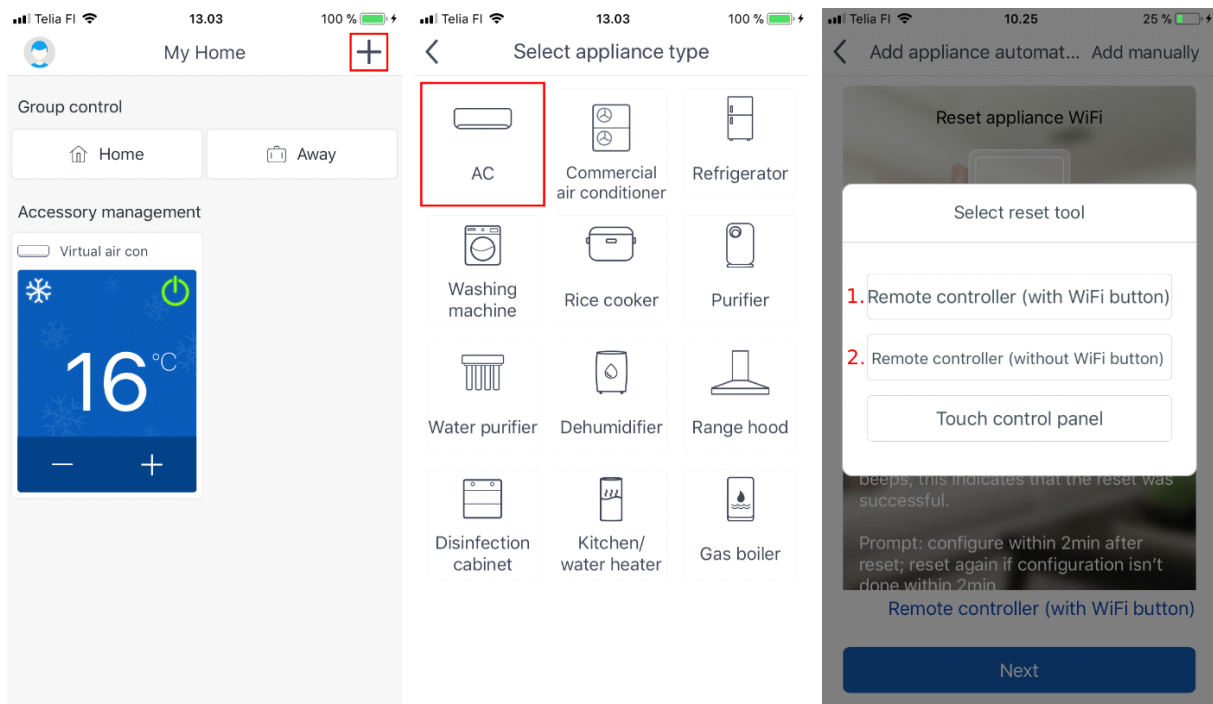 Telia FI 13.03 100 %
My Home
Group control
Home Away
Accessory management
Virtual air con
16°C
Telia FI 13.03 100 %
Select appliance type
AC
Commercial
air conditioner
Refrigerator
Washing
machine
Rice cooker
Purifier
Water purifier
Dehumidifier
Range hood
Disinfection
cabinet
Kitchen/
water heater
Gas boiler
Telia FI 10.25 25 %
Add appliance automat... Add manually
Reset appliance WiFi
Select reset tool
1. Remote controller (with WiFi button)
2. Remote controller (without WiFi button)
Touch control panel
beeps, this indicates that the reset was
successful.
Prompt: configure within 2min after
reset; reset again if configuration isn't
done within 2min
Remote controller (with WiFi button)
Next